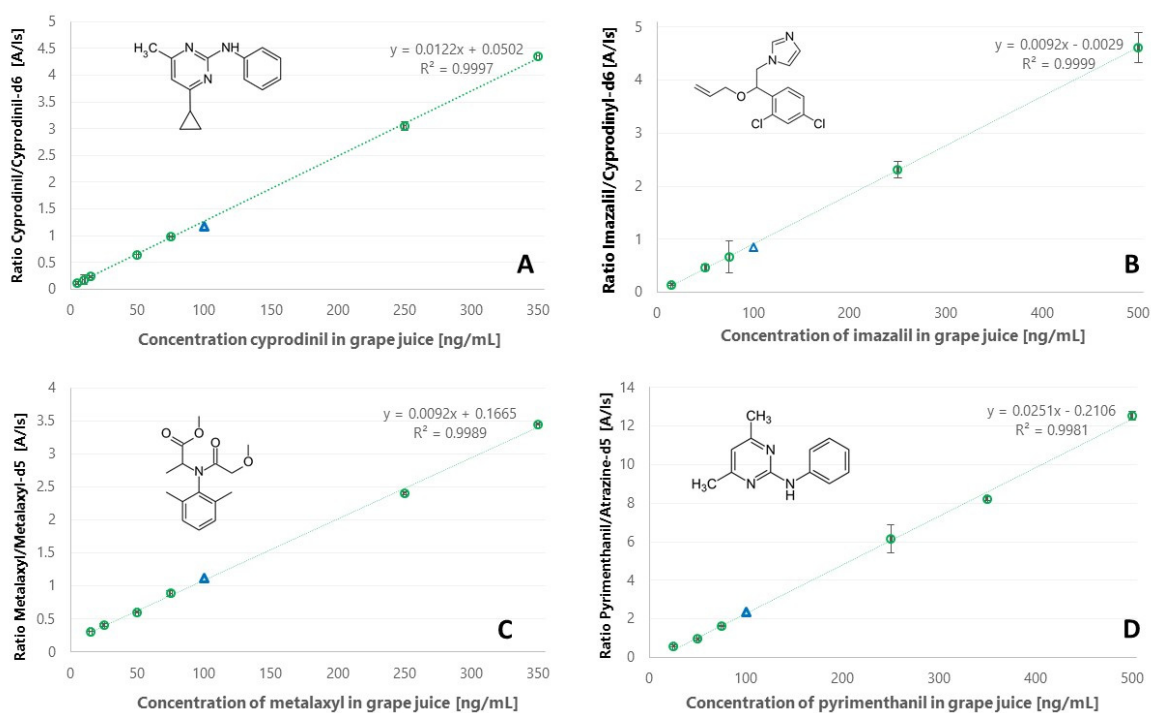 Ratio Cyprodinil/Cyprodinil-d6 [A/Is]
5
4.5
4
3.5
3
2.5
2
1.5
1
0.5
0
H₃C
N
NH
N
y = 0.0122x + 0.0502
R² = 0.9997
A
0 50 100 150 200 250 300 350
Concentration cyprodinil in grape juice [ng/mL]
Ratio Imazalil/Cyprodinyl-d6 [A/Is]
5
4
3
2
1
0
N
N
O
Cl
Cl
y = 0.0092x - 0.0029
R² = 0.9999
B
0 100 200 300 400 500
Concentration of imazalil in grape juice [ng/mL]
Ratio Metalaxyl/Metalaxyl-d5 [A/Is]
4
3.5
3
2.5
2
1.5
1
0.5
0
O
O
O
N
O
y = 0.0092x + 0.1665
R² = 0.9989
C
0 50 100 150 200 250 300 350
Concentration of metalaxyl in grape juice [ng/mL]
Ratio Pyrimenthanil/Atrazine-d5 [A/Is]
14
12
10
8
6
4
2
0
CH₃
N
H₃C
N
N
H
y = 0.0251x - 0.2106
R² = 0.9981
D
0 100 200 300 400 500
Concentration of pyrimenthanil in grape juice [ng/mL]